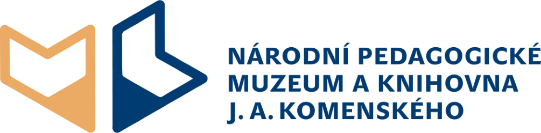 NÁRODNÍ PEDAGOGICKÉ
MUZEUM A KNIHOVNA
J. A. KOMENSKÉHO